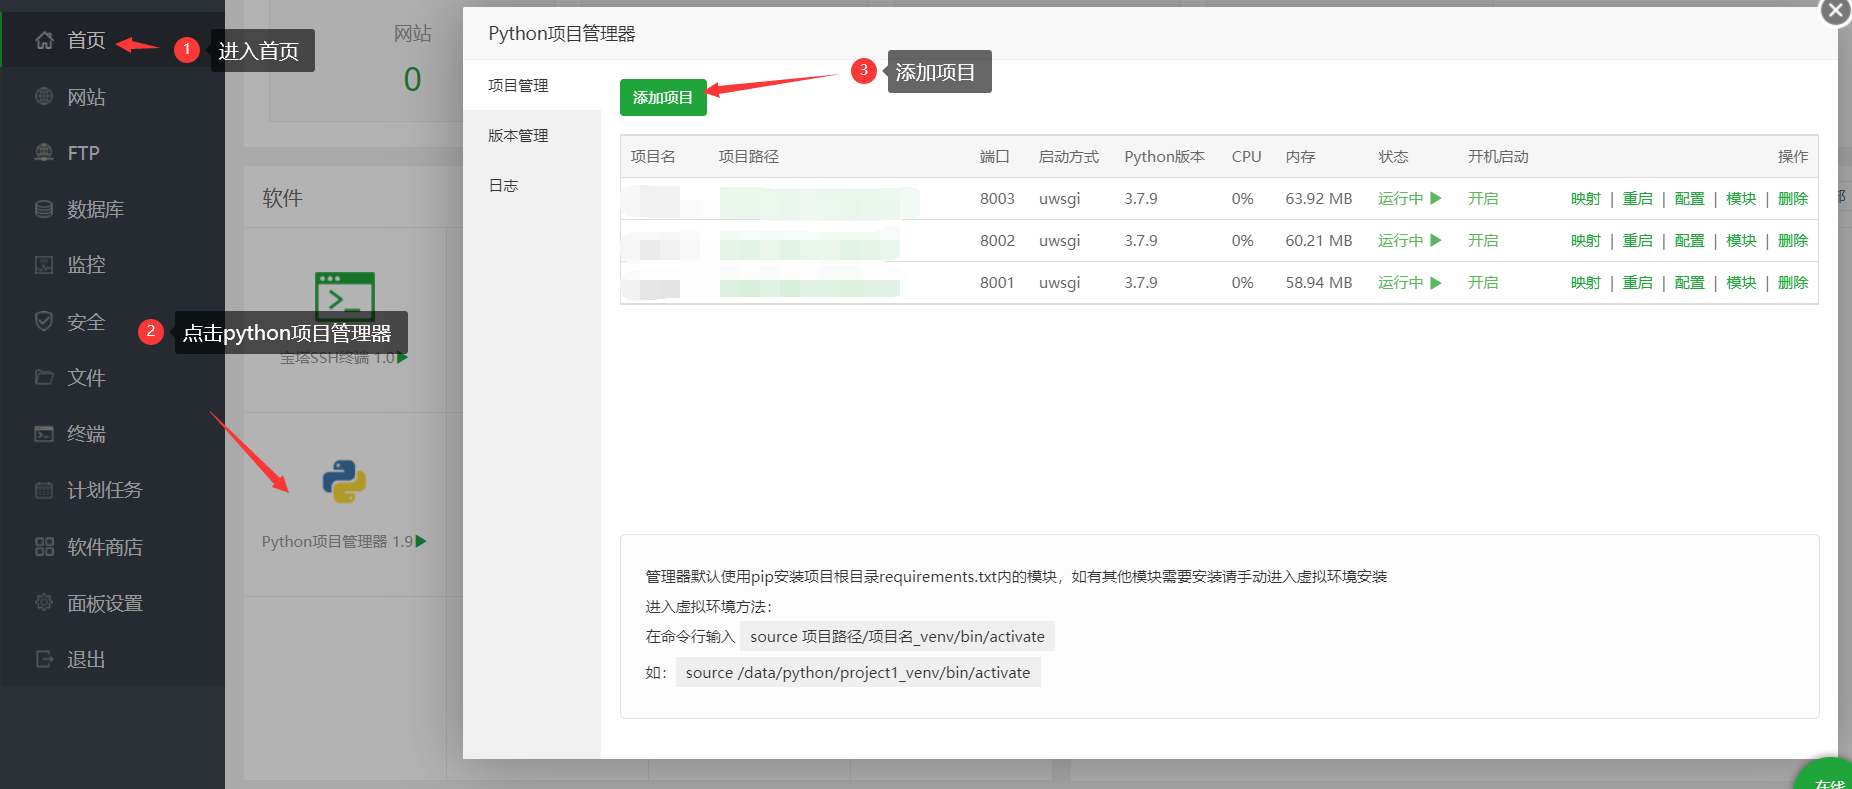 首页
1
进入首页
网站
FTP
数据库
监控
安全
文件
终端
计划任务
软件商店
面板设置
退出
网站
0
软件
2
点击python项目管理器
宝塔SSH终端 1.0
Python项目管理器 1.9
Python项目管理器
项目管理
版本管理
日志
添加项目
3
添加项目
项目名 项目路径 端口 启动方式 Python版本 CPU 内存 状态 开机启动 操作
8003 uwsgi 3.7.9 0% 63.92 MB 运行中 开启 映射 | 重启 | 配置 | 模块 | 删除
8002 uwsgi 3.7.9 0% 60.21 MB 运行中 开启 映射 | 重启 | 配置 | 模块 | 删除
8001 uwsgi 3.7.9 0% 58.94 MB 运行中 开启 映射 | 重启 | 配置 | 模块 | 删除
管理器默认使用pip安装项目根目录requirements.txt内的模块，如有其他模块需要安装请手动进入虚拟环境安装
进入虚拟环境方法：
在命令行输入 source 项目路径/项目名_venv/bin/activate
如： source /data/python/project1_venv/bin/activate
在线